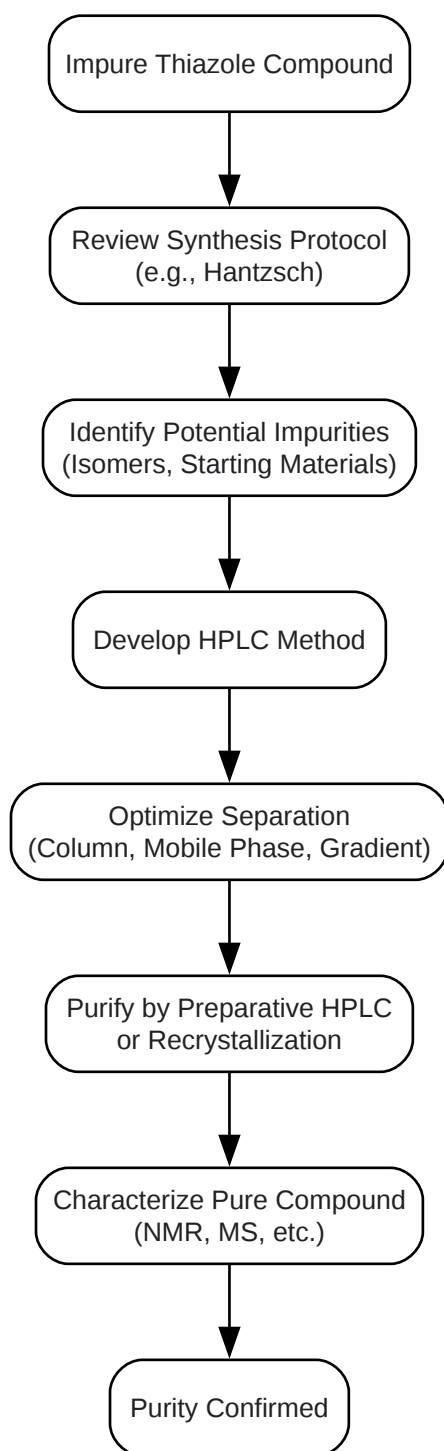 Impure Thiazole Compound
Review Synthesis Protocol
(e.g., Hantzsch)
Identify Potential Impurities
(Isomers, Starting Materials)
Develop HPLC Method
Optimize Separation
(Column, Mobile Phase, Gradient)
Purify by Preparative HPLC
or Recrystallization
Characterize Pure Compound
(NMR, MS, etc.)
Purity Confirmed